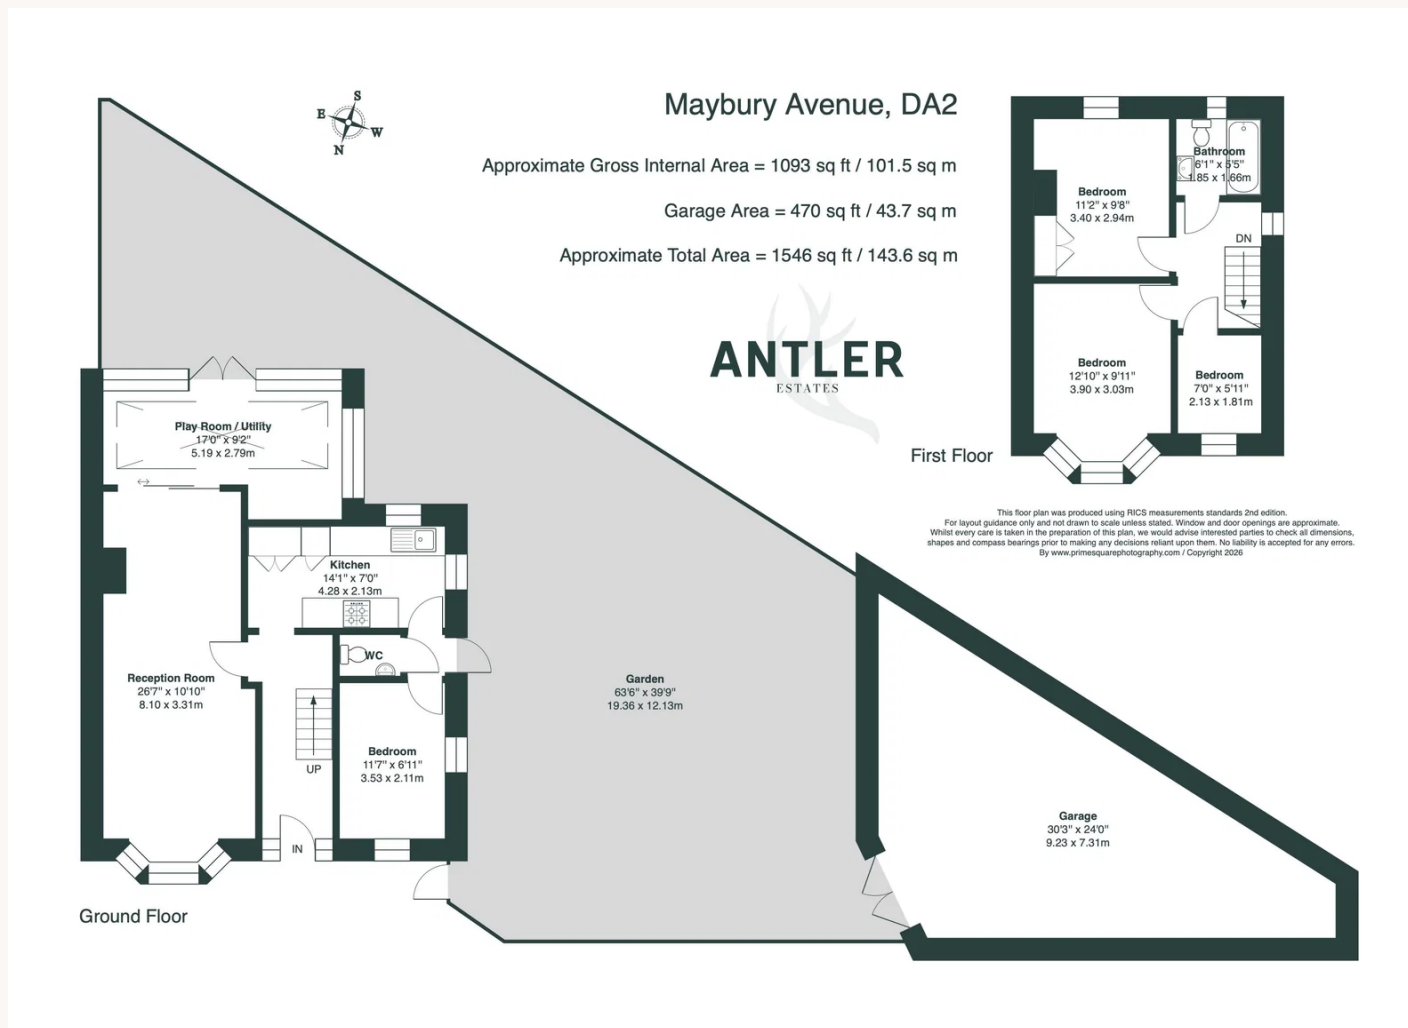 Maybury Avenue, DA2
Approximate Gross Internal Area = 1093 sq ft / 101.5 sq m
Garage Area = 470 sq ft / 43.7 sq m
Approximate Total Area = 1546 sq ft / 143.6 sq m
ANTLER
ESTATES
S
E
W
N
Play Room / Utility
17'0" x 9'2"
5.19 x 2.79m
Kitchen
14'1" x 7'0"
4.28 x 2.13m
WC
Reception Room
26'7" x 10'10"
8.10 x 3.31m
UP
Bedroom
11'7" x 6'11"
3.53 x 2.11m
IN
Ground Floor
Garden
63'6" x 39'9"
19.36 x 12.13m
Garage
30'3" x 24'0"
9.23 x 7.31m
Bathroom
6'1" x 5'5"
1.85 x 1.66m
Bedroom
11'2" x 9'8"
3.40 x 2.94m
DN
Bedroom
12'10" x 9'11"
3.90 x 3.03m
Bedroom
7'0" x 5'11"
2.13 x 1.81m
First Floor
This floor plan was produced using RICS measurements standards 2nd edition.
For layout guidance only and not drawn to scale unless stated. Window and door openings are approximate.
Whilst every care is taken in the preparation of this plan, we would advise interested parties to check all dimensions,
shapes and compass bearings prior to making any decisions reliant upon them. No liability is accepted for any errors.
By www.primesquarephotography.com / Copyright 2026